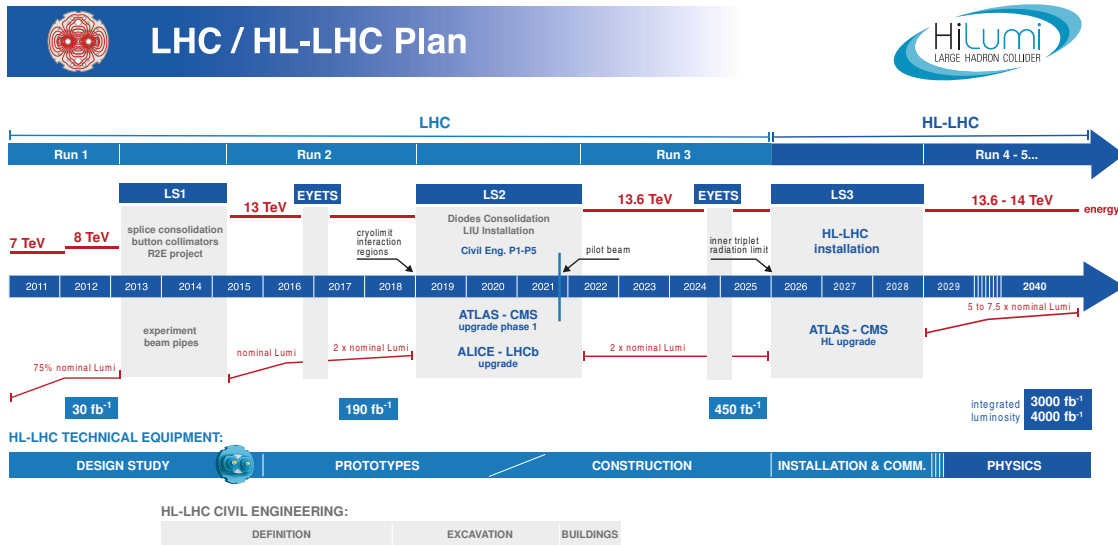 LHC / HL-LHC Plan
HiLumi
LARGE HADRON COLLIDER
LHC
HL-LHC
Run 1
Run 2
Run 3
Run 4 - 5...
LS1
EYETS
LS2
EYETS
LS3
7 TeV
8 TeV
13 TeV
13.6 TeV
13.6 - 14 TeV
energy
splice consolidation
button collimators
R2E project
cryolimit
interaction
regions
Diodes Consolidation
LIU Installation
Civil Eng. P1-P5
pilot beam
inner triplet
radiation limit
HL-LHC
installation
2011 2012 2013 2014 2015 2016 2017 2018 2019 2020 2021 2022 2023 2024 2025 2026 2027 2028 2029 2040
experiment
beam pipes
ATLAS - CMS
upgrade phase 1
ALICE - LHCb
upgrade
ATLAS - CMS
HL upgrade
75% nominal Lumi
nominal Lumi
2 x nominal Lumi
2 x nominal Lumi
5 to 7.5 x nominal Lumi
30 fb⁻¹
190 fb⁻¹
450 fb⁻¹
integrated
luminosity
3000 fb⁻¹
4000 fb⁻¹
HL-LHC TECHNICAL EQUIPMENT:
DESIGN STUDY
PROTOTYPES
CONSTRUCTION
INSTALLATION & COMM.
PHYSICS
HL-LHC CIVIL ENGINEERING:
DEFINITION
EXCAVATION
BUILDINGS